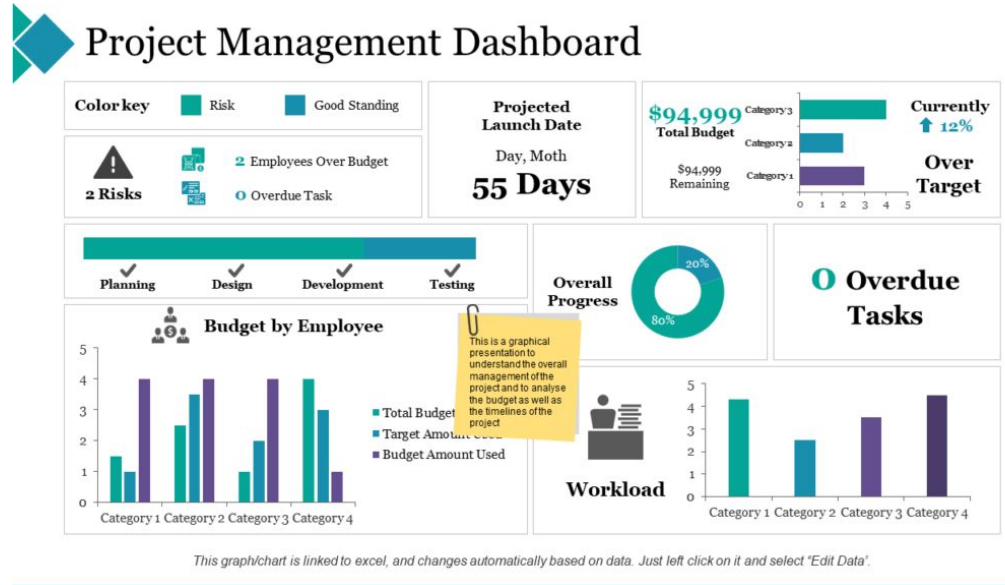 Project Management Dashboard
Color key
Risk
Good Standing
2 Risks
2 Employees Over Budget
0 Overdue Task
Projected
Launch Date
Day, Moth
55 Days
$94,999
Total Budget
$94,999
Remaining
Category 3
Category 2
Category 1
0 1 2 3 4 5
Currently
12%
Over
Target
Planning
Design
Development
Testing
Overall
Progress
20%
80%
0 Overdue
Tasks
Budget by Employee
5
4
3
2
1
0
Category 1 Category 2 Category 3 Category 4
Total Budget
Target Amount Used
Budget Amount Used
This is a graphical
presentation to
understand the overall
management of the
project and to analyse
the budget as well as
the timelines of the
project
Workload
5
4
3
2
1
0
Category 1 Category 2 Category 3 Category 4
This graph/chart is linked to excel, and changes automatically based on data. Just left click on it and select "Edit Data'.